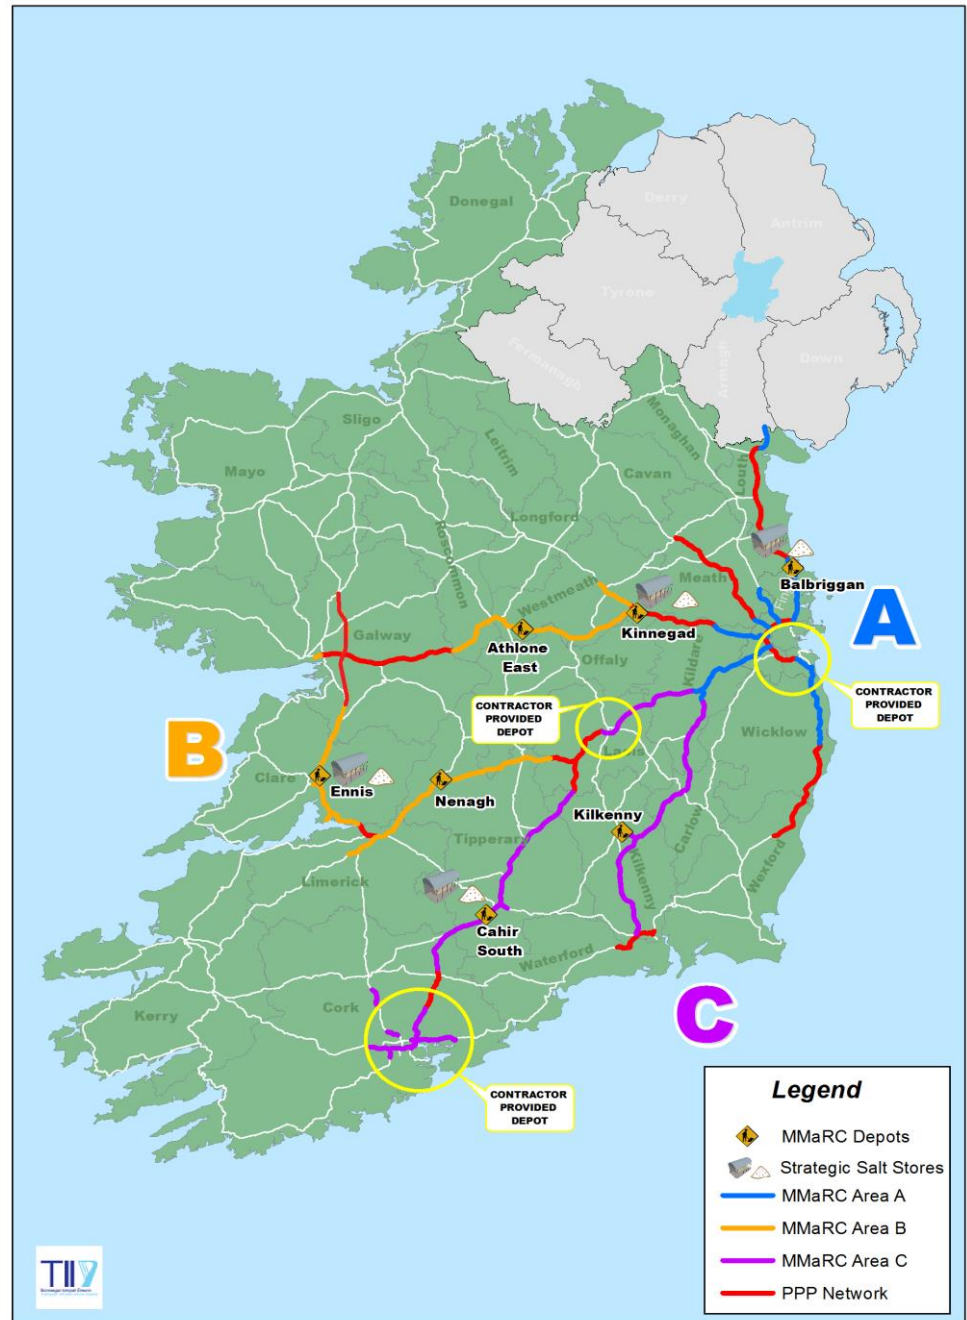 Donegal
Derry
Antrim
Tyrone
Fermanagh
Armagh
Down
Sligo
Leitrim
Monaghan
Mayo
Cavan
Louth
Longford
Roscommon
Meath
Balbriggan
A
Westmeath
Kinnegad
Galway
Athlone
East
Offaly
Kildare
CONTRACTOR
PROVIDED
DEPOT
CONTRACTOR
PROVIDED
DEPOT
Wicklow
B
Laois
Clare
Ennis
Nenagh
Kilkenny
Tipperary
Carlow
Kilkenny
Wexford
Limerick
Cahir
South
Waterford
Cork
Kerry
C
CONTRACTOR
PROVIDED
DEPOT
Legend
MMaRC Depots
Strategic Salt Stores
MMaRC Area A
MMaRC Area B
MMaRC Area C
PPP Network
TII